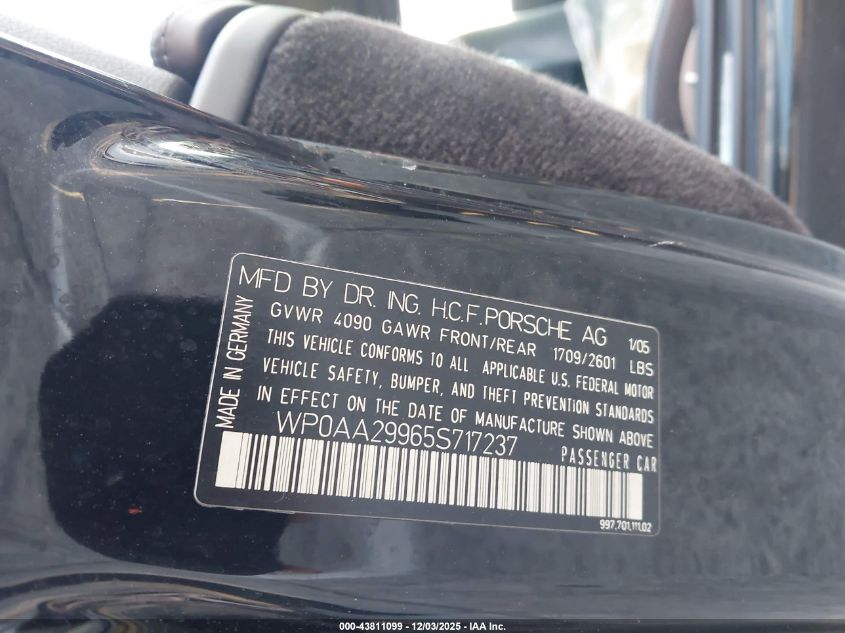 MFD BY DR. ING. H.C.F. PORSCHE AG 1/05
GVWR 4090 GAWR FRONT/REAR 1709/2601 LBS
THIS VEHICLE CONFORMS TO ALL APPLICABLE U.S. FEDERAL MOTOR
VEHICLE SAFETY, BUMPER, AND THEFT PREVENTION STANDARDS
IN EFFECT ON THE DATE OF MANUFACTURE SHOWN ABOVE
WP0AA29965S717237 PASSENGER CAR
MADE IN GERMANY
997.701.111.02
000-43811099 - 12/03/2025 - IAA Inc.